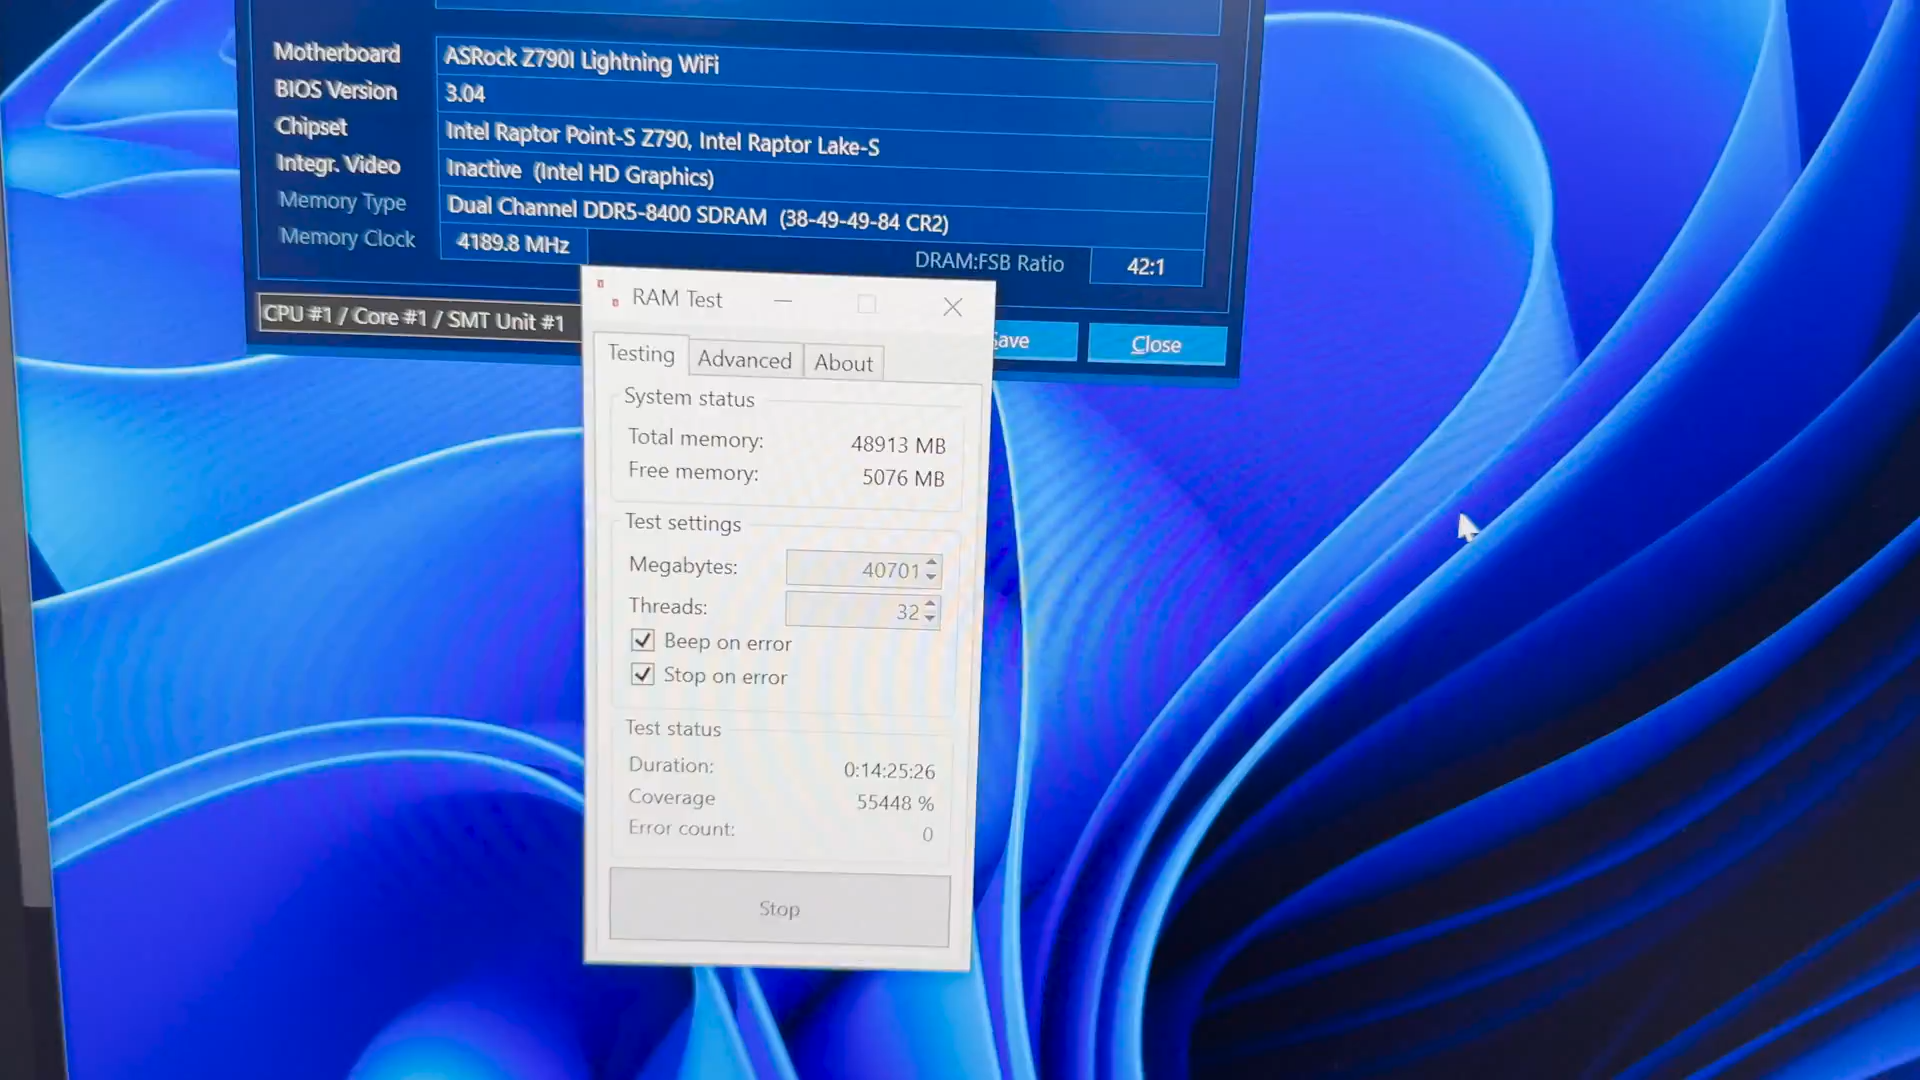 Motherboard ASRock Z790I Lightning WiFi
BIOS Version 3.04
Chipset Intel Raptor Point-S Z790, Intel Raptor Lake-S
Integr. Video Inactive (Intel HD Graphics)
Memory Type Dual Channel DDR5-8400 SDRAM (38-49-49-84 CR2)
Memory Clock 4189.8 MHz DRAM:FSB Ratio 42:1
CPU #1 / Core #1 / SMT Unit #1
Save Close
RAM Test
Testing Advanced About
System status
Total memory: 48913 MB
Free memory: 5076 MB
Test settings
Megabytes: 40701
Threads: 32
Beep on error
Stop on error
Test status
Duration: 0:14:25:26
Coverage 55448 %
Error count: 0
Stop